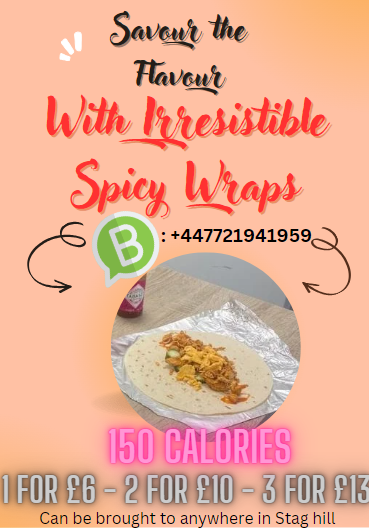 Savour the
Flavour
With Irresistible
Spicy Wraps
B : +447721941959
150 CALORIES
1 FOR £6 - 2 FOR £10 - 3 FOR £13
Can be brought to anywhere in Stag hill